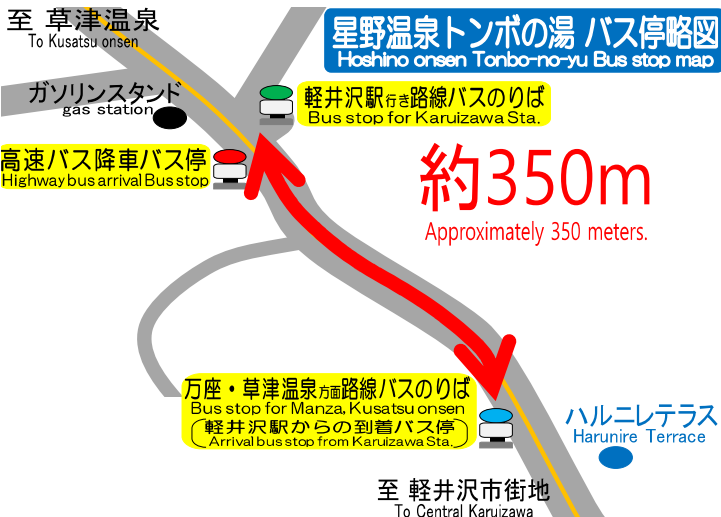 至 草津温泉
To Kusatsu onsen
星野温泉トンボの湯 バス停略図
Hoshino onsen Tonbo-no-yu Bus stop map
ガソリンスタンド
gas station
軽井沢駅行き路線バスのりば
Bus stop for Karuizawa Sta.
高速バス降車バス停
Highway bus arrival Bus stop
約350m
Approximately 350 meters.
万座・草津温泉方面路線バスのりば
Bus stop for Manza, Kusatsu onsen
(軽井沢駅からの到着バス停
Arrival bus stop from Karuizawa Sta.)
ハルニレテラス
Harunire Terrace
至 軽井沢市街地
To Central Karuizawa